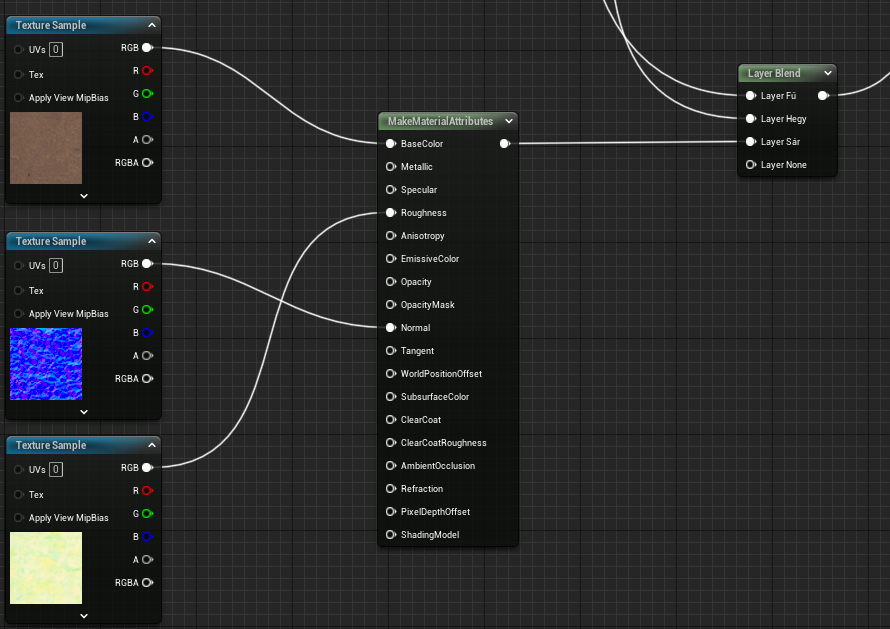 Texture Sample
UVs 0
RGB
R
Tex
G
Apply View MipBias
B
A
RGBA
Texture Sample
UVs 0
RGB
R
Tex
G
Apply View MipBias
B
A
RGBA
Texture Sample
UVs 0
RGB
R
Tex
G
Apply View MipBias
B
A
RGBA
MakeMaterialAttributes
BaseColor
Metallic
Specular
Roughness
Anisotropy
EmissiveColor
Opacity
OpacityMask
Normal
Tangent
WorldPositionOffset
SubsurfaceColor
ClearCoat
ClearCoatRoughness
AmbientOcclusion
Refraction
PixelDepthOffset
ShadingModel
Layer Blend
Layer Fű
Layer Hegy
Layer Sár
Layer None